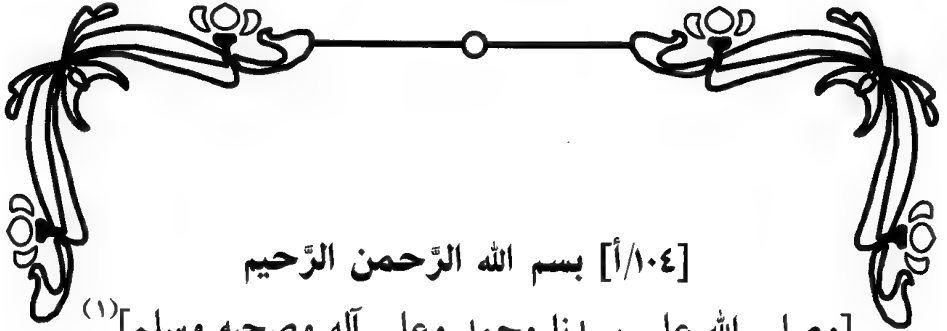 [١٠٤/أ] بسم الله الرَّحمن الرَّحيم
[وصلى الله على سيدنا محمد وعلى آله وصحبه وسلم](١)